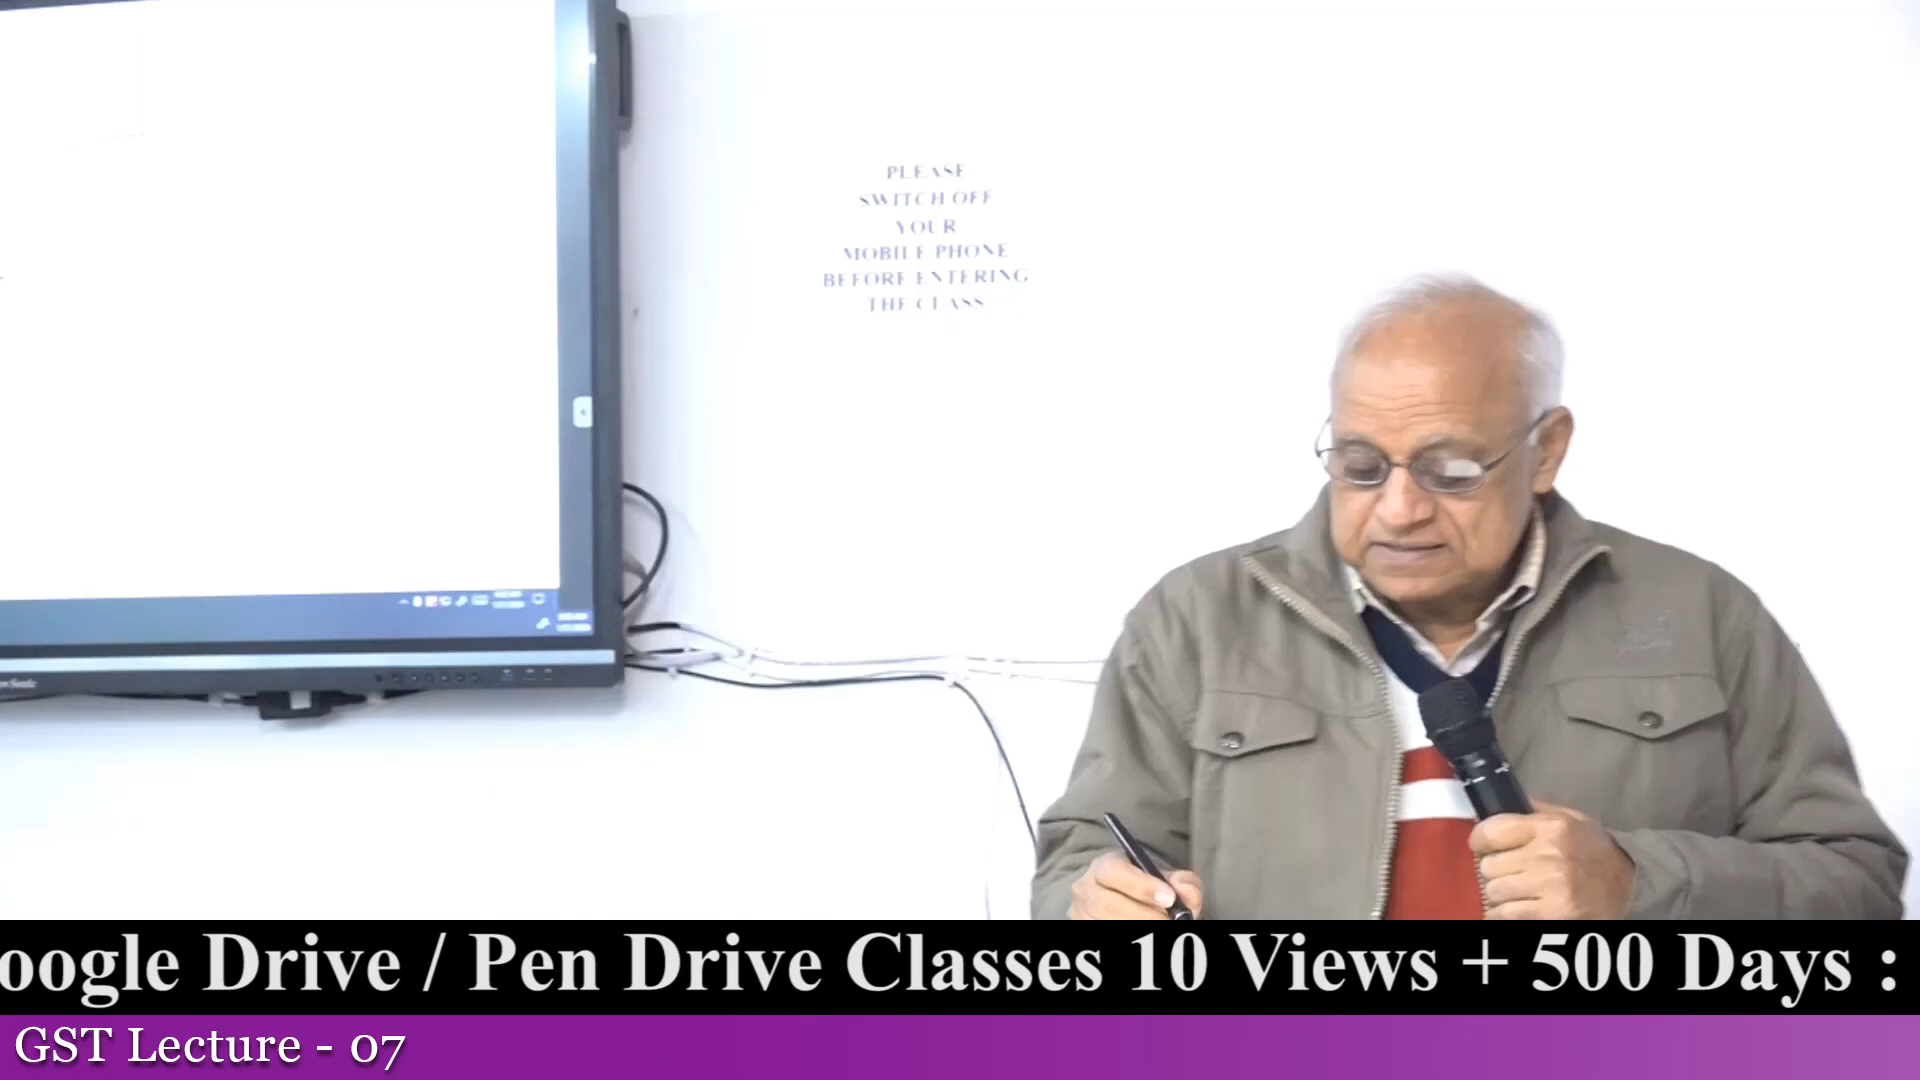 PLEASE
SWITCH OFF
YOUR
MOBILE PHONE
BEFORE ENTERING
THE CLASS
oogle Drive / Pen Drive Classes 10 Views + 500 Days :
GST Lecture - 07